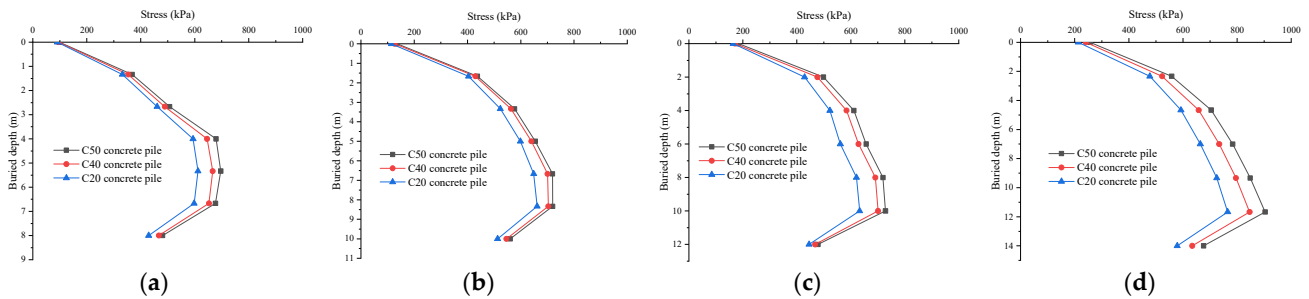 Stress (kPa)
0 200 400 600 800 1000
Buried depth (m)
0
1
2
3
4
5
6
7
8
9
C50 concrete pile
C40 concrete pile
C20 concrete pile
(a)
Stress (kPa)
0 200 400 600 800 1000
Buried depth (m)
0
1
2
3
4
5
6
7
8
9
10
11
C50 concrete pile
C40 concrete pile
C20 concrete pile
(b)
Stress (kPa)
0 200 400 600 800 1000
Buried depth (m)
0
2
4
6
8
10
12
C50 concrete pile
C40 concrete pile
C20 concrete pile
(c)
Stress (kPa)
0 200 400 600 800 1000
Buried depth (m)
0
2
4
6
8
10
12
14
C50 concrete pile
C40 concrete pile
C20 concrete pile
(d)